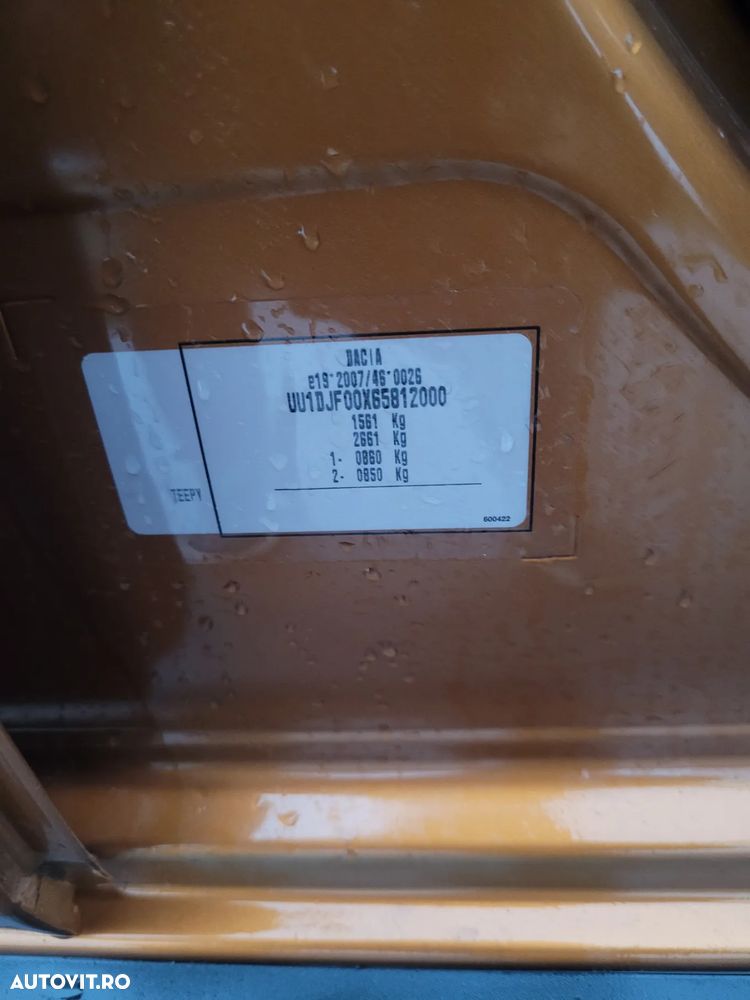 DACIA
e19*2007/46*0026
UU1DJF00X65812000
1561 Kg
2661 Kg
1- 0860 Kg
2- 0850 Kg
TEEPY
600422
AUTOVIT.RO